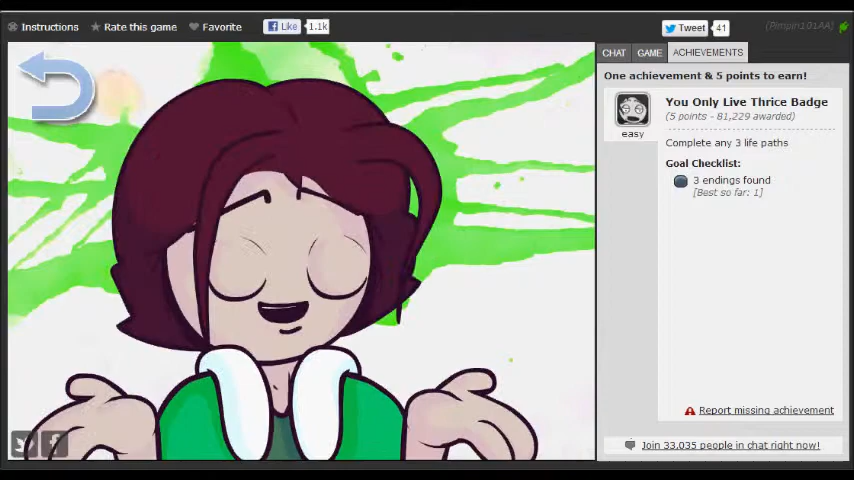 Instructions Rate this game Favorite Like 1.1k Tweet 41 (Pimpin101AA)
CHAT GAME ACHIEVEMENTS
One achievement & 5 points to earn!
You Only Live Thrice Badge
(5 points - 81,229 awarded)
easy
Complete any 3 life paths
Goal Checklist:
3 endings found
[Best so far: 1]
Report missing achievement
Join 33,035 people in chat right now!